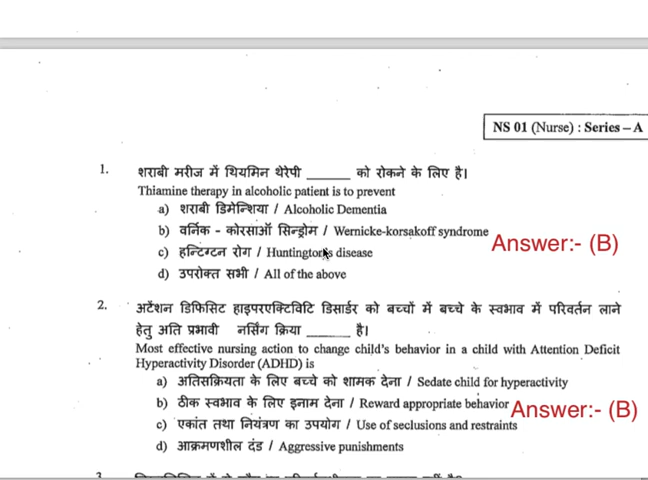 NS 01 (Nurse) : Series – A
1. शराबी मरीज में थियमिन थेरेपी ______ को रोकने के लिए है।
Thiamine therapy in alcoholic patient is to prevent
a) शराबी डिमेन्शिया / Alcoholic Dementia
b) वर्निक - कोरसाऑ सिन्ड्रोम / Wernicke-korsakoff syndrome
Answer:- (B)
c) हन्टिंग्टन रोग / Huntington's disease
d) उपरोक्त सभी / All of the above
2. अटेंशन डिफिसिट हाइपरएक्टिविटि डिसार्डर को बच्चों में बच्चे के स्वभाव में परिवर्तन लाने
हेतु अति प्रभावी नर्सिंग क्रिया ______ है।
Most effective nursing action to change child's behavior in a child with Attention Deficit
Hyperactivity Disorder (ADHD) is
a) अतिसक्रियता के लिए बच्चे को शामक देना / Sedate child for hyperactivity
b) ठीक स्वभाव के लिए इनाम देना / Reward appropriate behavior
Answer:- (B)
c) एकांत तथा नियंत्रण का उपयोग / Use of seclusions and restraints
d) आक्रमणशील दंड / Aggressive punishments